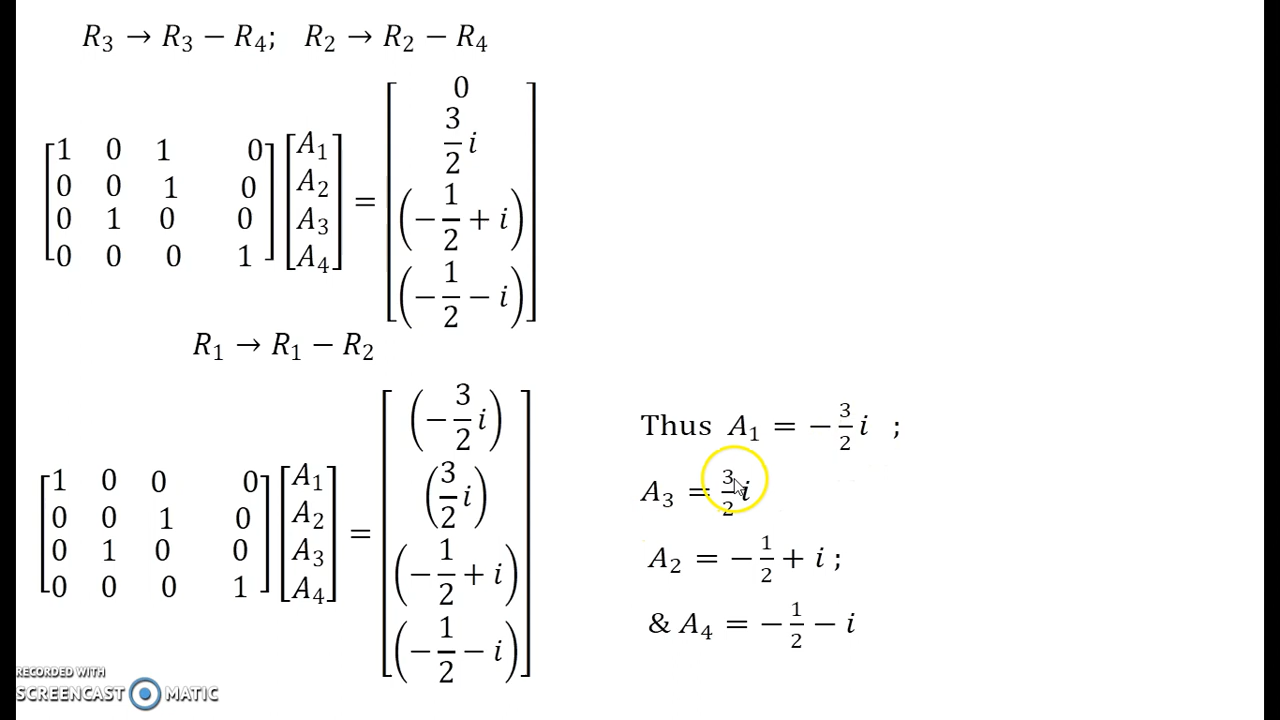 R₃ → R₃ − R₄;   R₂ → R₂ − R₄
[1 0 1 0; 0 0 1 0; 0 1 0 0; 0 0 0 1] [A₁; A₂; A₃; A₄] = [0; 3/2 i; (−1/2 + i); (−1/2 − i)]
R₁ → R₁ − R₂
[1 0 0 0; 0 0 1 0; 0 1 0 0; 0 0 0 1] [A₁; A₂; A₃; A₄] = [(−3/2 i); (3/2 i); (−1/2 + i); (−1/2 − i)]
Thus A₁ = −3/2 i ;
A₃ = 3/2 i
A₂ = −1/2 + i ;
& A₄ = −1/2 − i
RECORDED WITH
SCREENCAST MATIC